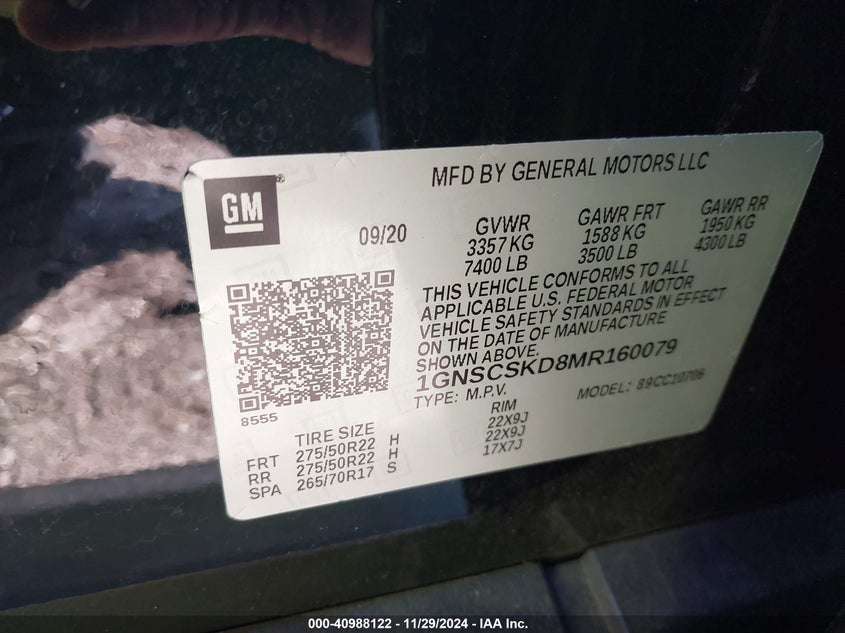 MFD BY GENERAL MOTORS LLC
GM
09/20
GVWR GAWR FRT GAWR RR
3357 KG 1588 KG 1950 KG
7400 LB 3500 LB 4300 LB
THIS VEHICLE CONFORMS TO ALL
APPLICABLE U.S. FEDERAL MOTOR
VEHICLE SAFETY STANDARDS IN EFFECT
ON THE DATE OF MANUFACTURE
SHOWN ABOVE.
1GNSCSKD8MR160079
TYPE: M.P.V. MODEL: 89CC10706
8555
TIRE SIZE RIM
FRT 275/50R22 H 22X9J
RR 275/50R22 H 22X9J
SPA 265/70R17 S 17X7J
000-40988122 - 11/29/2024 - IAA Inc.